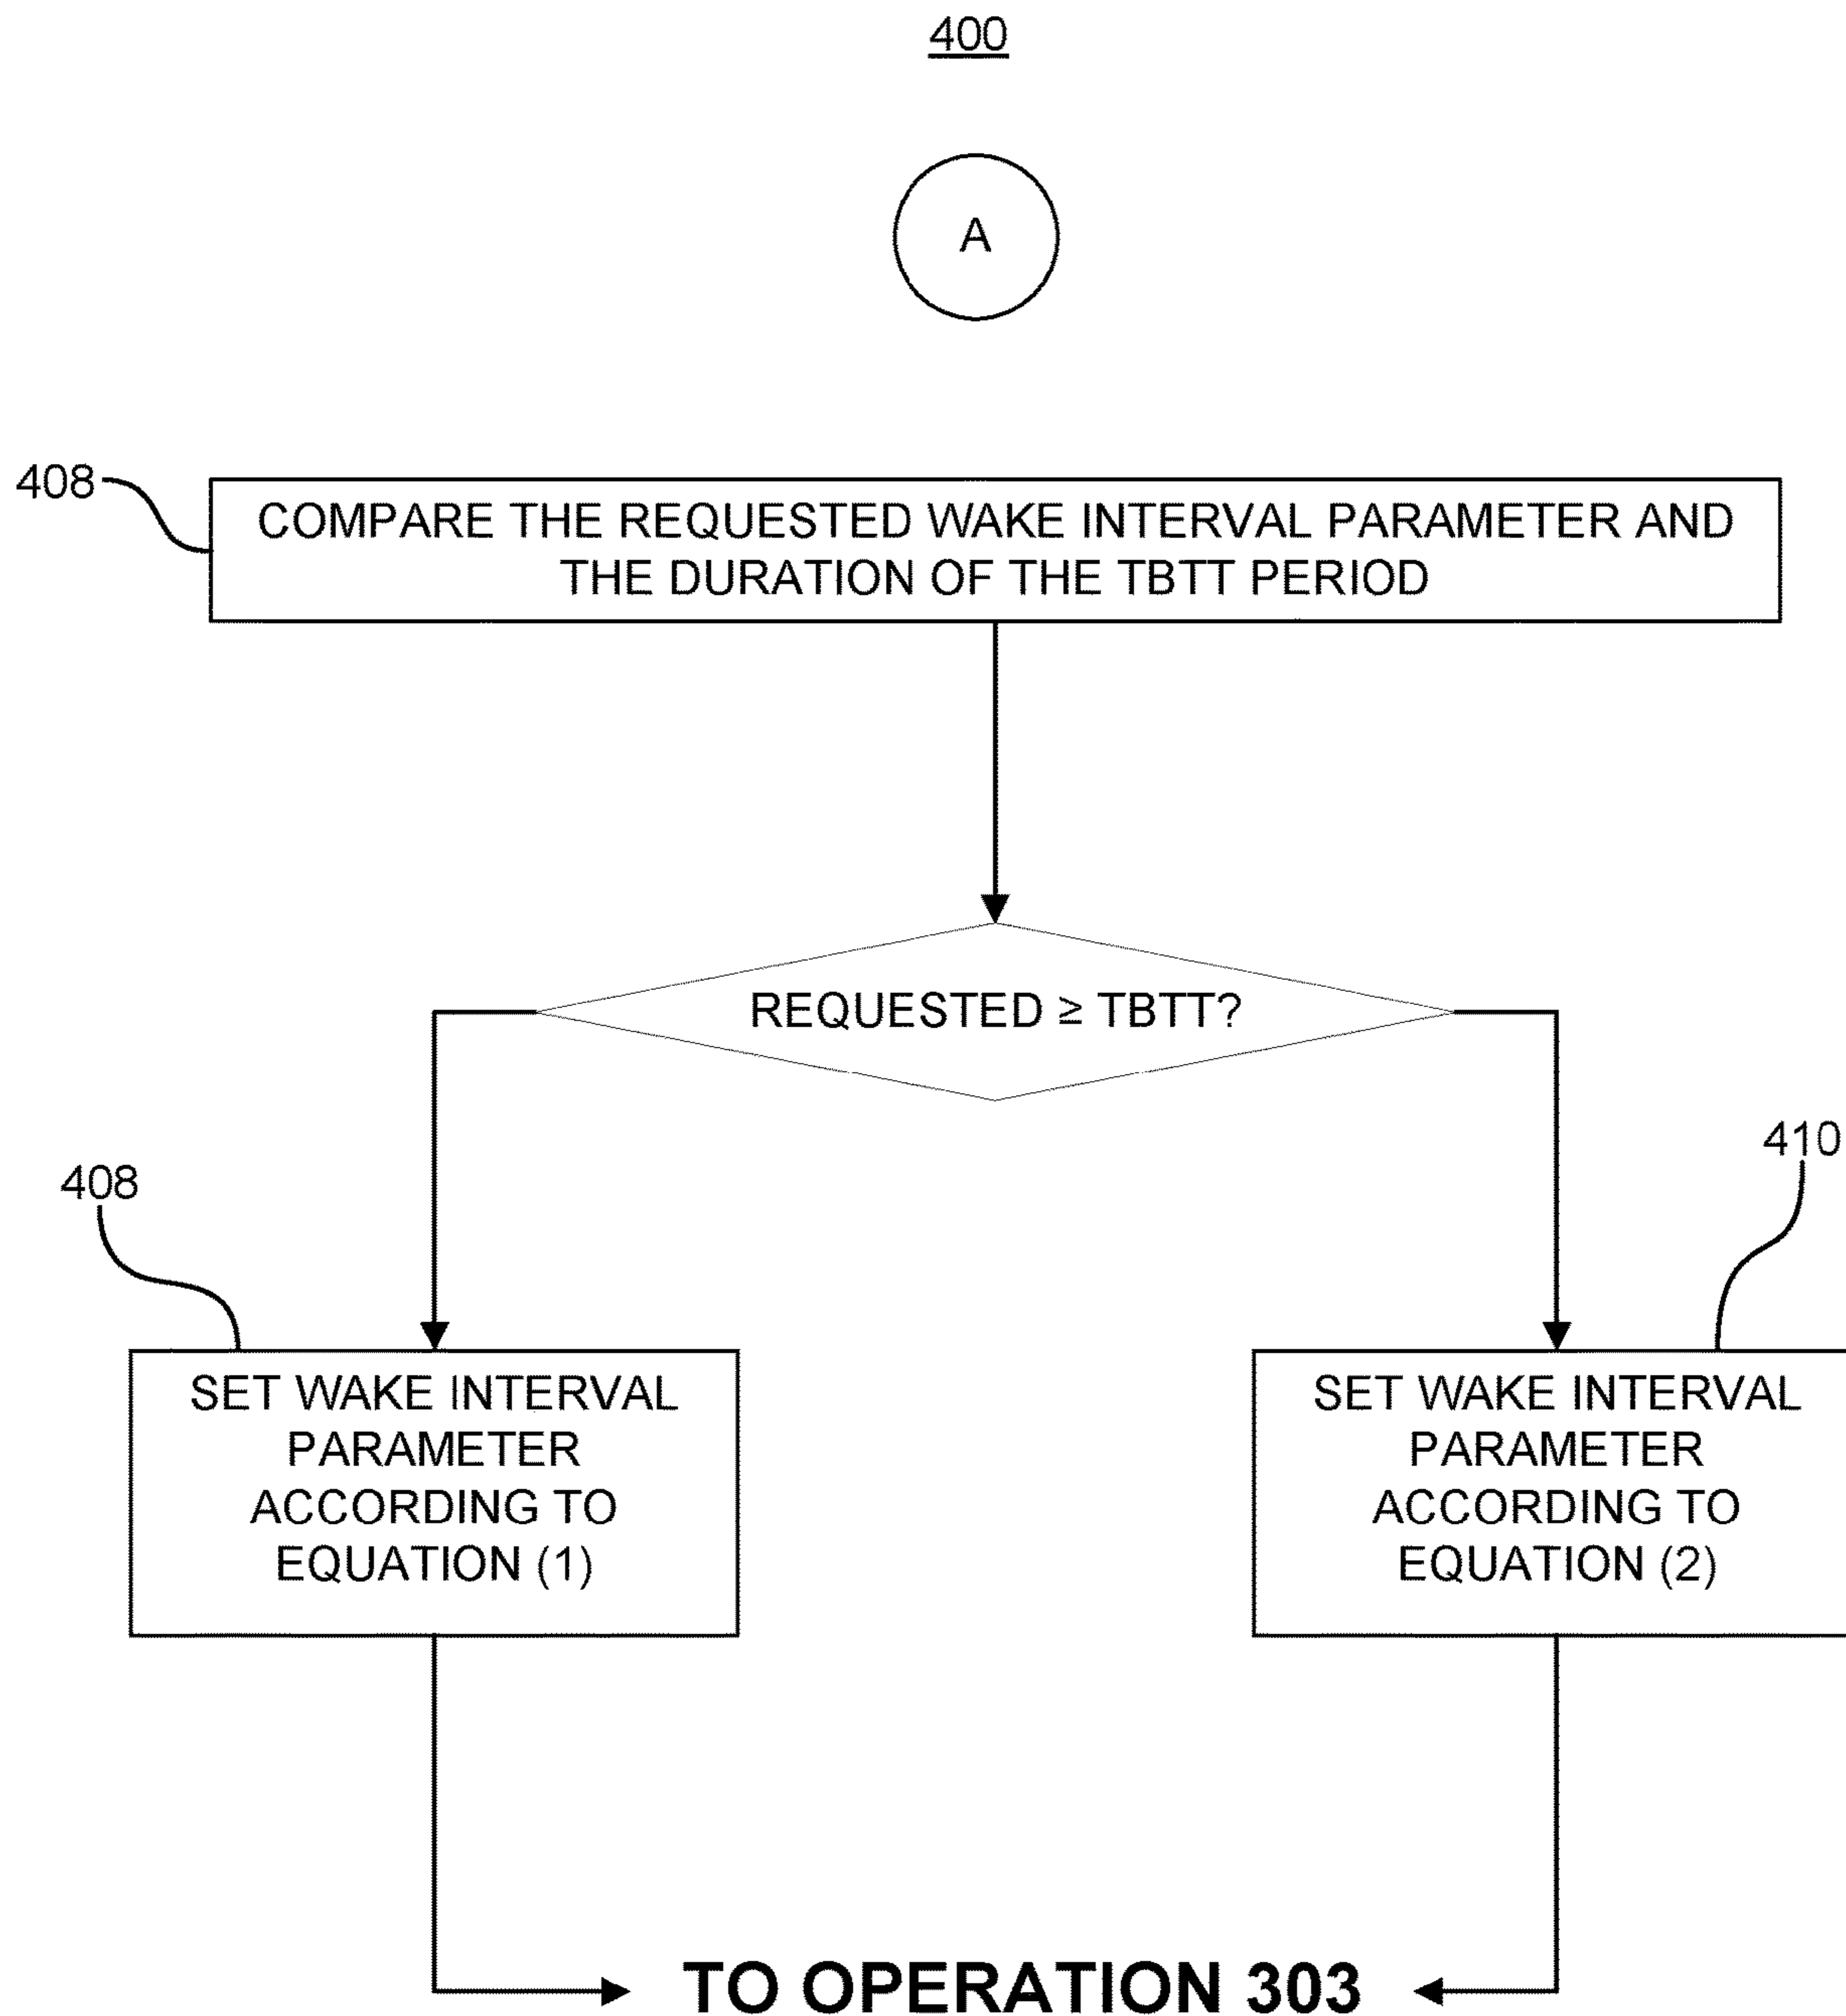 400
A
408
COMPARE THE REQUESTED WAKE INTERVAL PARAMETER AND
THE DURATION OF THE TBTT PERIOD
REQUESTED ≥ TBTT?
408
410
SET WAKE INTERVAL
PARAMETER
ACCORDING TO
EQUATION (1)
SET WAKE INTERVAL
PARAMETER
ACCORDING TO
EQUATION (2)
TO OPERATION 303